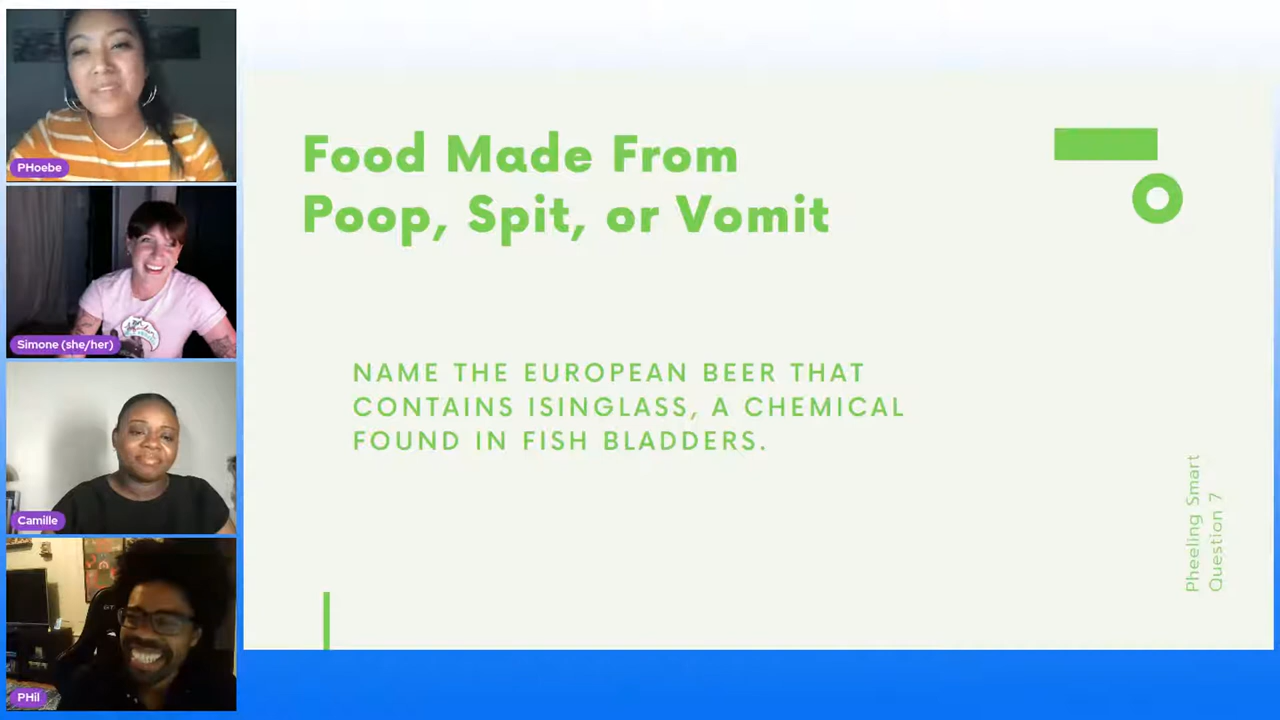 PHoebe
Simone (she/her)
Camille
PHil
Food Made From
Poop, Spit, or Vomit
NAME THE EUROPEAN BEER THAT
CONTAINS ISINGLASS, A CHEMICAL
FOUND IN FISH BLADDERS.
Pheeling Smart
Question 7